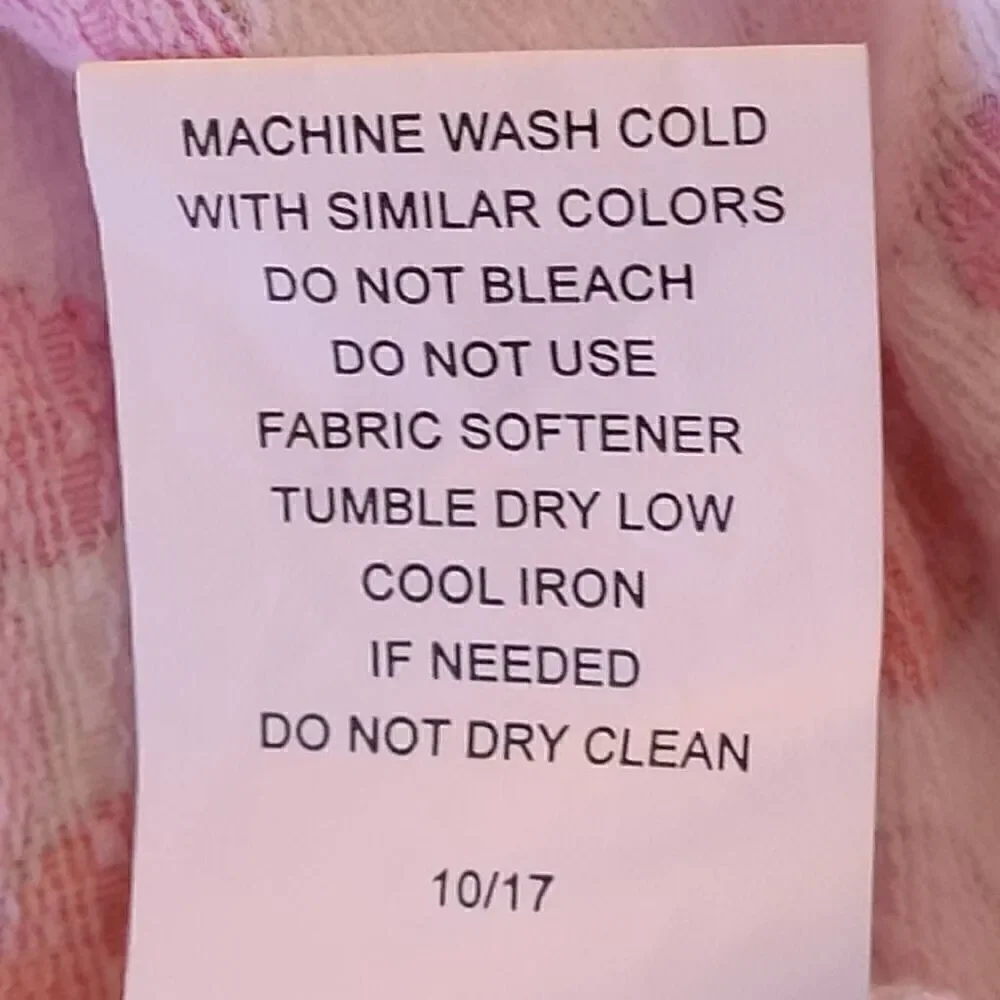 MACHINE WASH COLD
WITH SIMILAR COLORS
DO NOT BLEACH
DO NOT USE
FABRIC SOFTENER
TUMBLE DRY LOW
COOL IRON
IF NEEDED
DO NOT DRY CLEAN
10/17